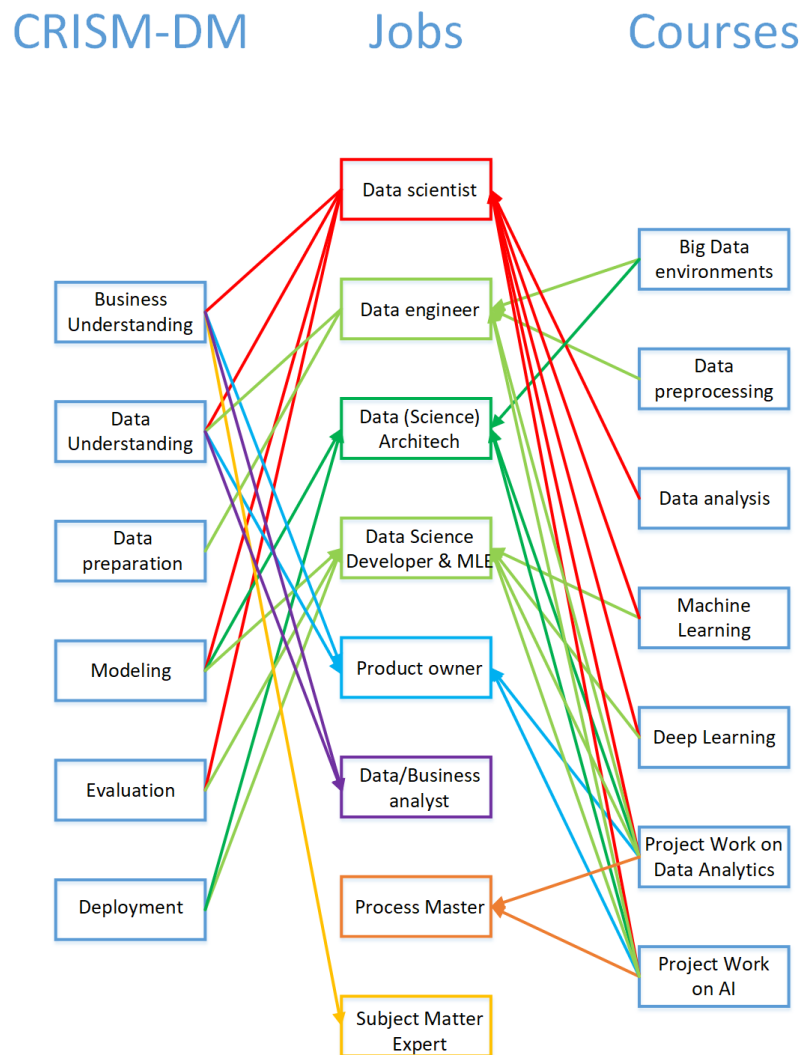 CRISM-DM
Jobs
Courses
Data scientist
Big Data
environments
Business
Understanding
Data engineer
Data
preprocessing
Data
Understanding
Data (Science)
Architech
Data analysis
Data
preparation
Data Science
Developer & MLE
Machine
Learning
Modeling
Product owner
Deep Learning
Evaluation
Data/Business
analyst
Project Work on
Data Analytics
Deployment
Process Master
Project Work
on AI
Subject Matter
Expert